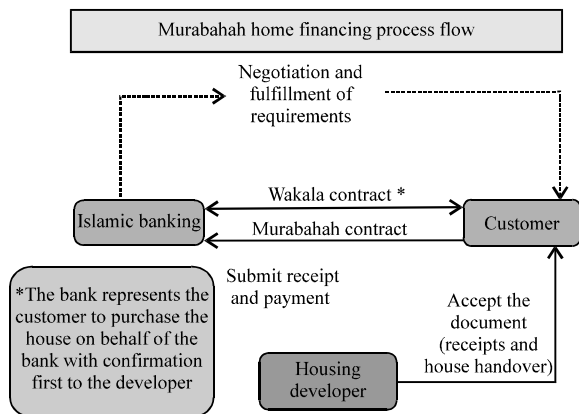 Murabahah home financing process flow
Negotiation and
fulfillment of
requirements
Wakala contract *
Islamic banking
Customer
Murabahah contract
Submit receipt
and payment
*The bank represents the
customer to purchase the
house on behalf of the
bank with confirmation
first to the developer
Accept the
document
(receipts and
house handover)
Housing
developer